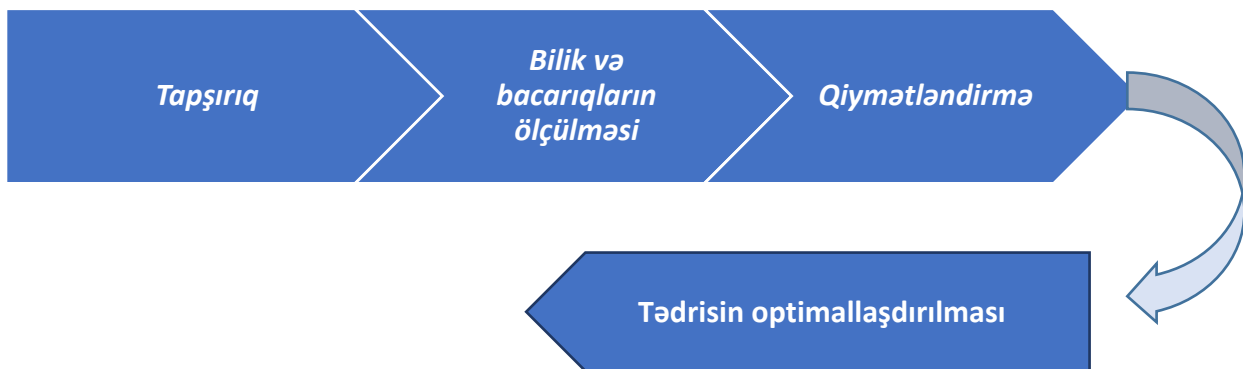 Tapşırıq
Bilik və
bacarıqların
ölçülməsi
Qiymətləndirmə
Tədrisin optimallaşdırılması